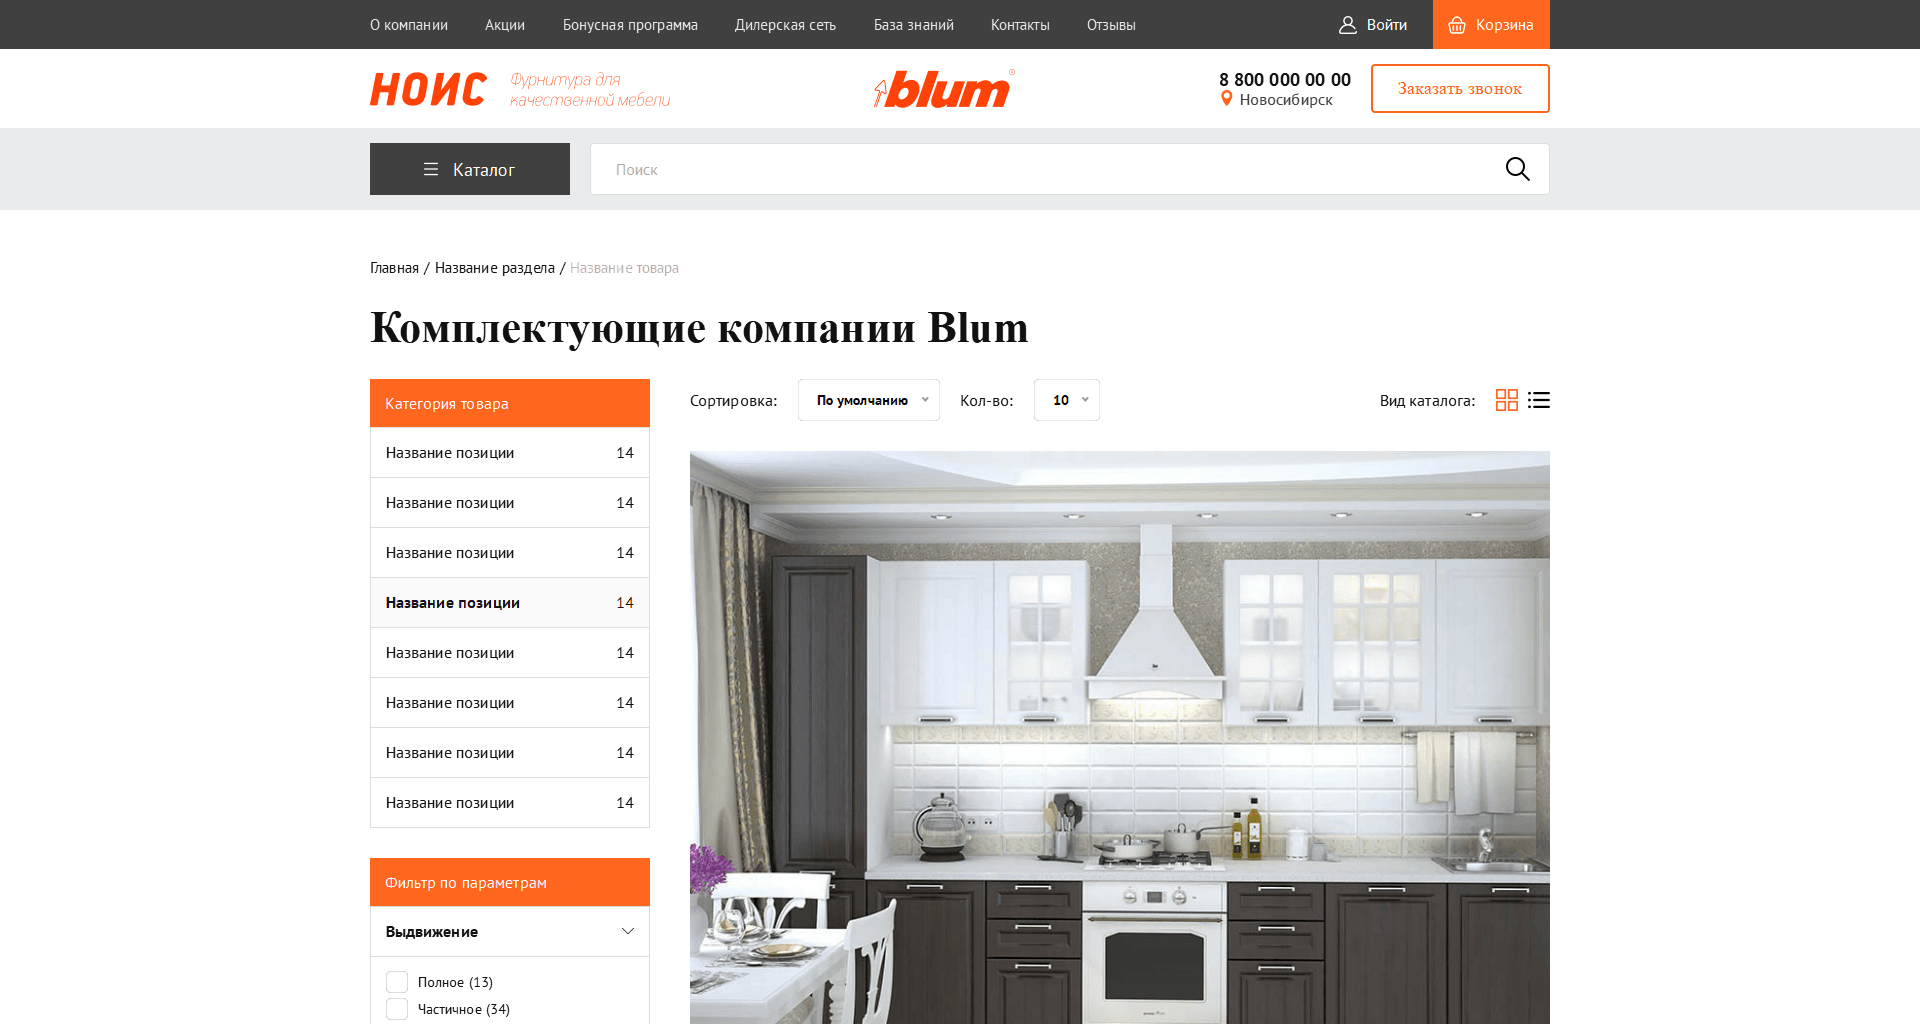 О компании Акции Бонусная программа Дилерская сеть База знаний Контакты Отзывы Войти Корзина
НОИС Фурнитура для качественной мебели
blum®
8 800 000 00 00
Новосибирск
Заказать звонок
Каталог
Поиск
Главная / Название раздела / Название товара
Комплектующие компании Blum
Категория товара
Название позиции 14
Название позиции 14
Название позиции 14
Название позиции 14
Название позиции 14
Название позиции 14
Название позиции 14
Название позиции 14
Фильтр по параметрам
Выдвижение
Полное (13)
Частичное (34)
Сортировка: По умолчанию Кол-во: 10 Вид каталога: